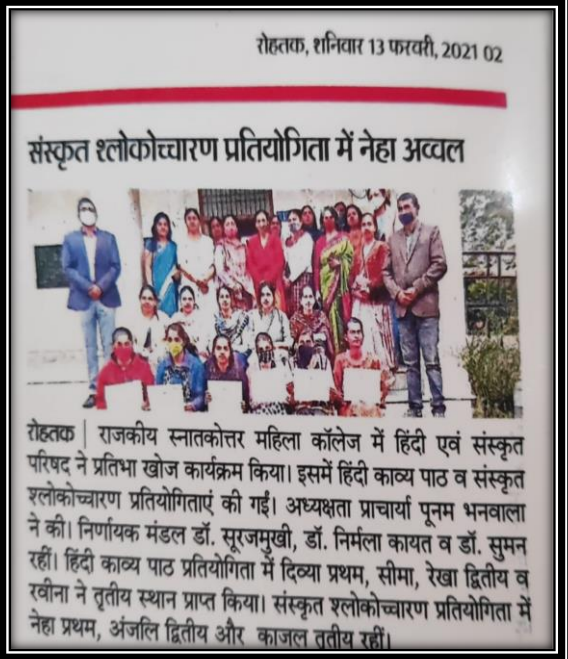 रोहतक, शनिवार 13 फरवरी, 2021 02
संस्कृत श्लोकोच्चारण प्रतियोगिता में नेहा अव्वल
रोहतक | राजकीय स्नातकोत्तर महिला कॉलेज में हिंदी एवं संस्कृत
परिषद ने प्रतिभा खोज कार्यक्रम किया। इसमें हिंदी काव्य पाठ व संस्कृत
श्लोकोच्चारण प्रतियोगिताएं की गईं। अध्यक्षता प्राचार्या पूनम भनवाला
ने की। निर्णायक मंडल डॉ. सूरजमुखी, डॉ. निर्मला कायत व डॉ. सुमन
रहीं। हिंदी काव्य पाठ प्रतियोगिता में दिव्या प्रथम, सीमा, रेखा द्वितीय व
रवीना ने तृतीय स्थान प्राप्त किया। संस्कृत श्लोकोच्चारण प्रतियोगिता में
नेहा प्रथम, अंजलि द्वितीय और काजल तृतीय रहीं।